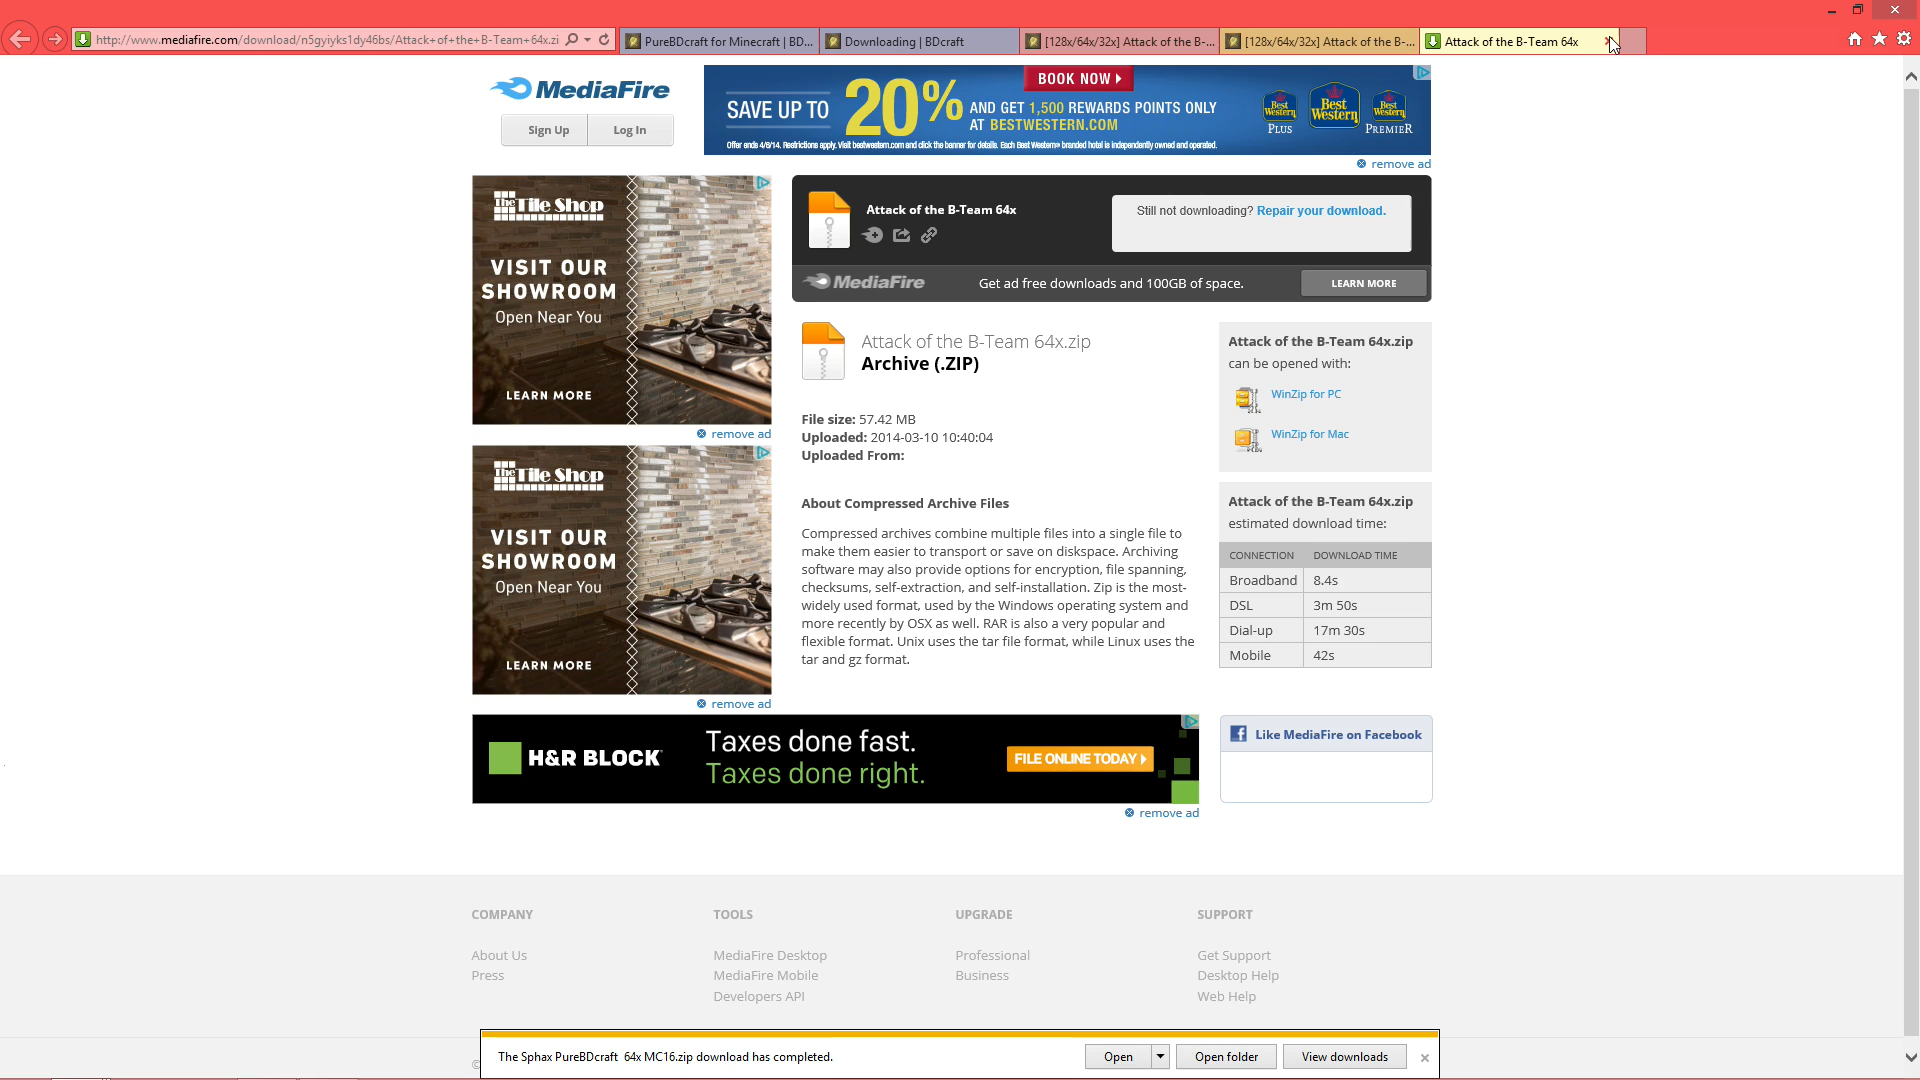 http://www.mediafire.com/download/n5gyiyks1dy46bs/Attack+of+the+B-Team+64x.zi
PureBDcraft for Minecraft | BD...
Downloading | BDcraft
[128x/64x/32x] Attack of the B-...
[128x/64x/32x] Attack of the B-...
Attack of the B-Team 64x
MediaFire
Sign Up
Log In
BOOK NOW
SAVE UP TO 20% AND GET 1,500 REWARDS POINTS ONLY
AT BESTWESTERN.COM
Best Western PLUS
Best Western
Best Western PREMIER
Offer ends 4/6/14. Restrictions apply. Visit bestwestern.com and click the banner for details. Each Best Western® branded hotel is independently owned and operated.
remove ad
The Tile Shop
VISIT OUR
SHOWROOM
Open Near You
LEARN MORE
remove ad
Attack of the B-Team 64x
Still not downloading? Repair your download.
MediaFire
Get ad free downloads and 100GB of space.
LEARN MORE
Attack of the B-Team 64x.zip
Archive (.ZIP)
File size: 57.42 MB
Uploaded: 2014-03-10 10:40:04
Uploaded From:
About Compressed Archive Files
Compressed archives combine multiple files into a single file to
make them easier to transport or save on diskspace. Archiving
software may also provide options for encryption, file spanning,
checksums, self-extraction, and self-installation. Zip is the most-
widely used format, used by the Windows operating system and
more recently by OSX as well. RAR is also a very popular and
flexible format. Unix uses the tar file format, while Linux uses the
tar and gz format.
Attack of the B-Team 64x.zip
can be opened with:
WinZip for PC
WinZip for Mac
Attack of the B-Team 64x.zip
estimated download time:
CONNECTION DOWNLOAD TIME
Broadband 8.4s
DSL 3m 50s
Dial-up 17m 30s
Mobile 42s
The Tile Shop
VISIT OUR
SHOWROOM
Open Near You
LEARN MORE
remove ad
H&R BLOCK
Taxes done fast.
Taxes done right.
FILE ONLINE TODAY
remove ad
Like MediaFire on Facebook
COMPANY
About Us
Press
TOOLS
MediaFire Desktop
MediaFire Mobile
Developers API
UPGRADE
Professional
Business
SUPPORT
Get Support
Desktop Help
Web Help
©
The Sphax PureBDcraft 64x MC16.zip download has completed.
Open
Open folder
View downloads